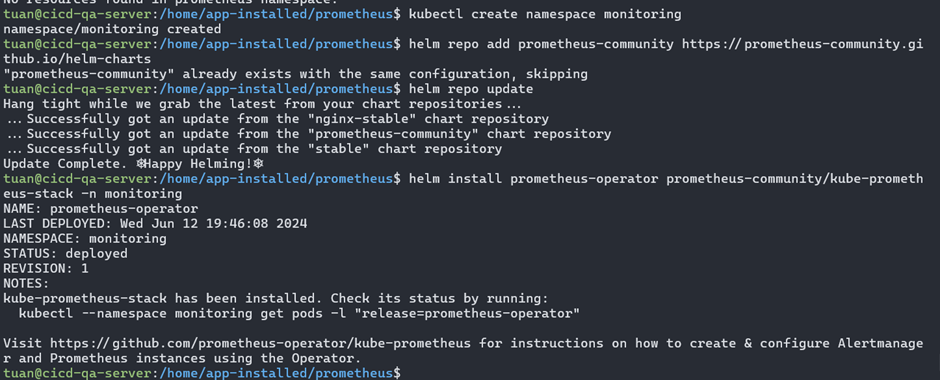 No resources found in prometheus namespace.
tuan@cicd-qa-server:/home/app-installed/prometheus$ kubectl create namespace monitoring
namespace/monitoring created
tuan@cicd-qa-server:/home/app-installed/prometheus$ helm repo add prometheus-community https://prometheus-community.gi
thub.io/helm-charts
"prometheus-community" already exists with the same configuration, skipping
tuan@cicd-qa-server:/home/app-installed/prometheus$ helm repo update
Hang tight while we grab the latest from your chart repositories...
...Successfully got an update from the "nginx-stable" chart repository
...Successfully got an update from the "prometheus-community" chart repository
...Successfully got an update from the "stable" chart repository
Update Complete. ⎈Happy Helming!⎈
tuan@cicd-qa-server:/home/app-installed/prometheus$ helm install prometheus-operator prometheus-community/kube-prometh
eus-stack -n monitoring
NAME: prometheus-operator
LAST DEPLOYED: Wed Jun 12 19:46:08 2024
NAMESPACE: monitoring
STATUS: deployed
REVISION: 1
NOTES:
kube-prometheus-stack has been installed. Check its status by running:
  kubectl --namespace monitoring get pods -l "release=prometheus-operator"

Visit https://github.com/prometheus-operator/kube-prometheus for instructions on how to create & configure Alertmanage
r and Prometheus instances using the Operator.
tuan@cicd-qa-server:/home/app-installed/prometheus$